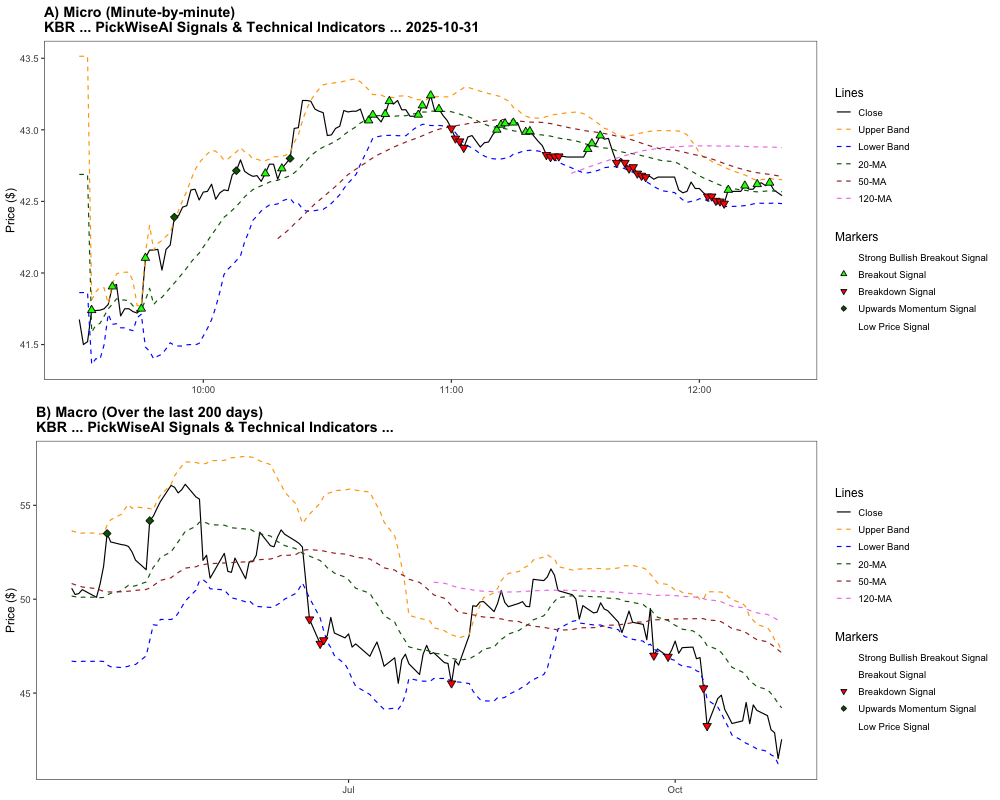 A) Micro (Minute-by-minute)
KBR ... PickWiseAI Signals & Technical Indicators ... 2025-10-31
43.5
43.0
42.5
42.0
41.5
Price ($)
10:00
11:00
12:00
Lines
Close
Upper Band
Lower Band
20-MA
50-MA
120-MA
Markers
Strong Bullish Breakout Signal
Breakout Signal
Breakdown Signal
Upwards Momentum Signal
Low Price Signal
B) Macro (Over the last 200 days)
KBR ... PickWiseAI Signals & Technical Indicators ...
55
50
45
Price ($)
Jul
Oct
Lines
Close
Upper Band
Lower Band
20-MA
50-MA
120-MA
Markers
Strong Bullish Breakout Signal
Breakout Signal
Breakdown Signal
Upwards Momentum Signal
Low Price Signal